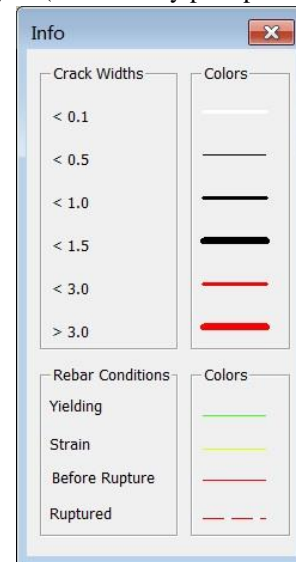 Info
Crack Widths Colors
< 0.1
< 0.5
< 1.0
< 1.5
< 3.0
> 3.0
Rebar Conditions Colors
Yielding
Strain
Before Rupture
Ruptured